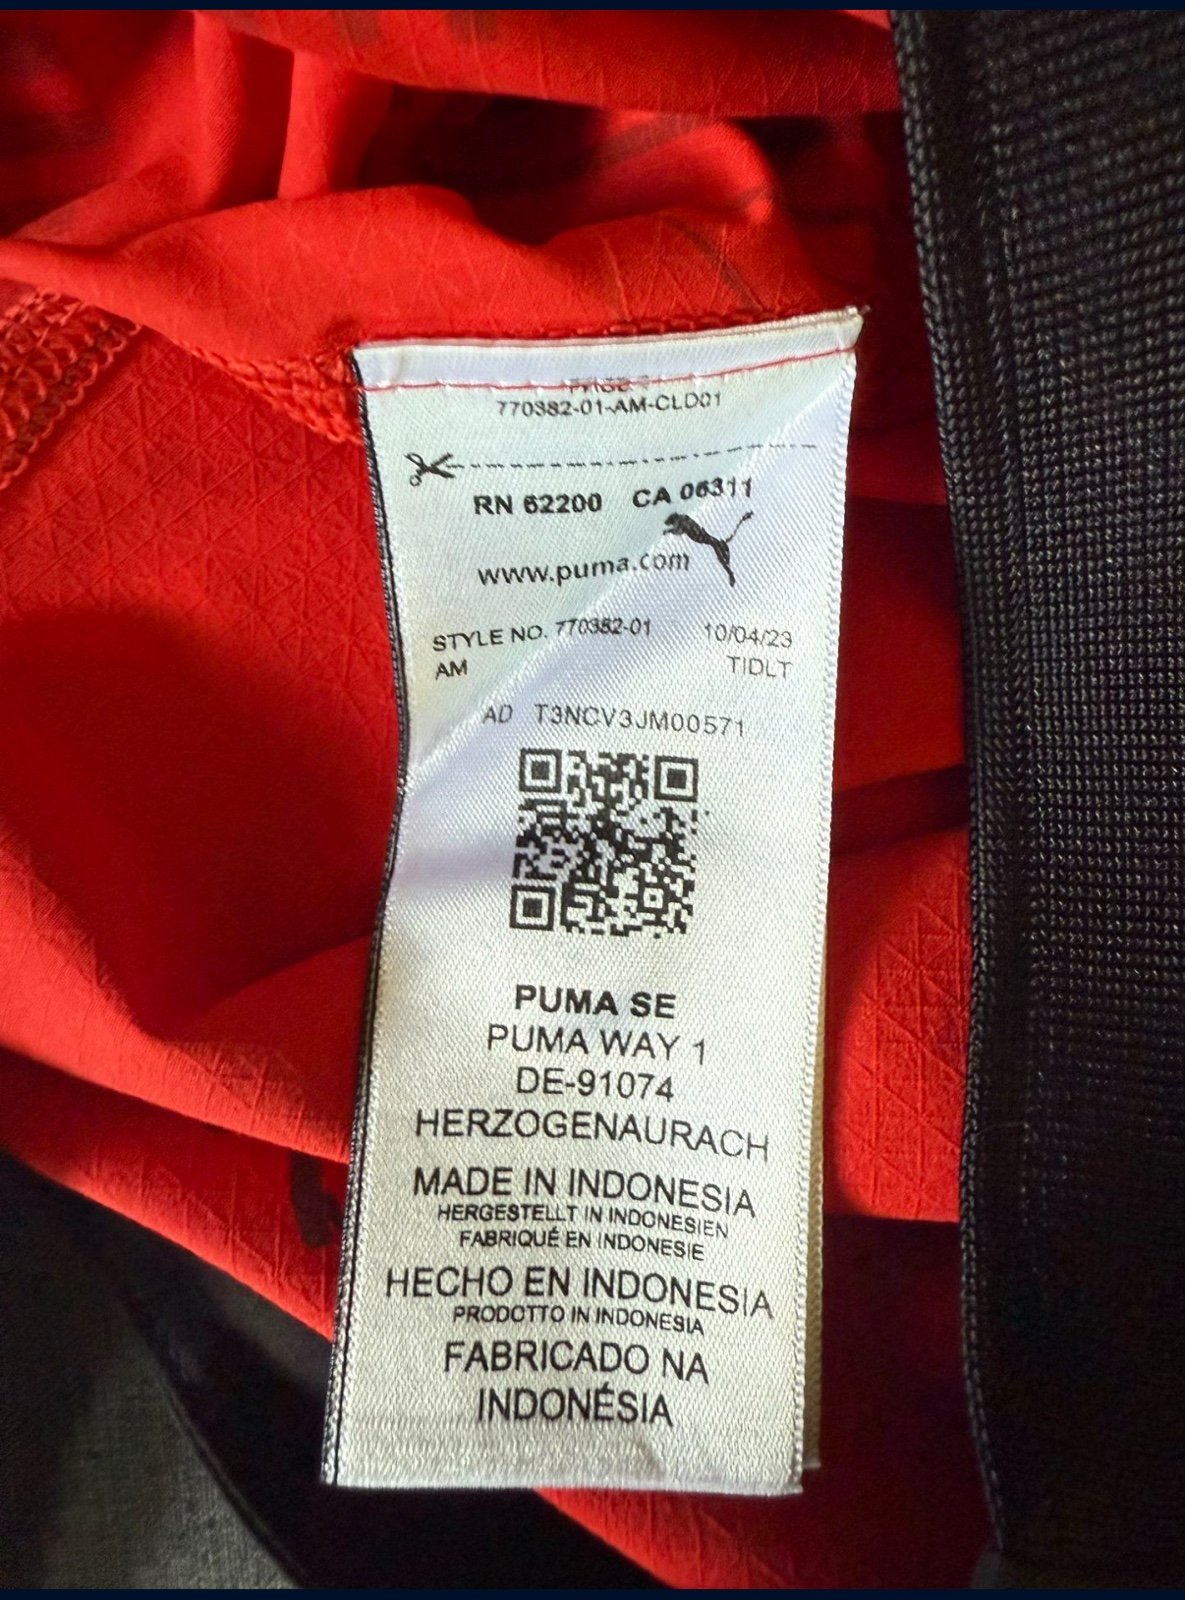 770382-01-AM-CLD01
RN 62200 CA 06311
www.puma.com
STYLE NO. 770382-01 10/04/23
AM TIDLT
AD T3NCV3JM00571
PUMA SE
PUMA WAY 1
DE-91074
HERZOGENAURACH
MADE IN INDONESIA
HERGESTELLT IN INDONESIEN
FABRIQUÉ EN INDONESIE
HECHO EN INDONESIA
PRODOTTO IN INDONESIA
FABRICADO NA
INDONÉSIA